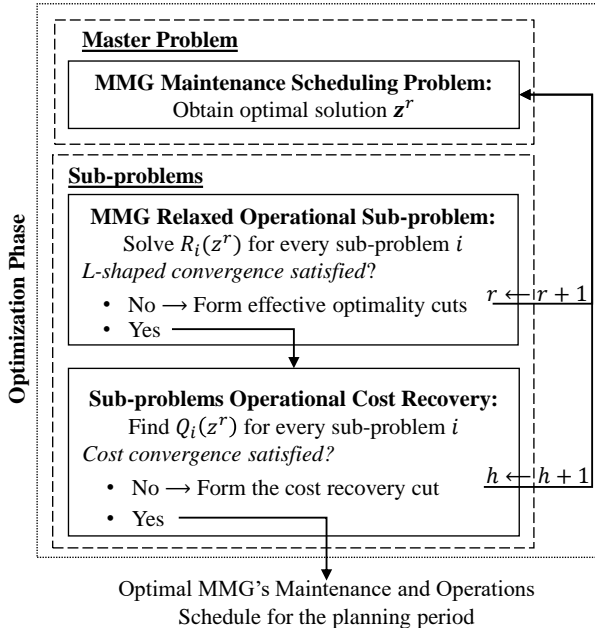 Optimization Phase
Master Problem
MMG Maintenance Scheduling Problem:
Obtain optimal solution 𝒛^r
Sub-problems
MMG Relaxed Operational Sub-problem:
Solve R_i(z^r) for every sub-problem i
L-shaped convergence satisfied?
• No → Form effective optimality cuts
r ← r + 1
• Yes
Sub-problems Operational Cost Recovery:
Find Q_i(z^r) for every sub-problem i
Cost convergence satisfied?
• No → Form the cost recovery cut
h ← h + 1
• Yes
Optimal MMG's Maintenance and Operations
Schedule for the planning period